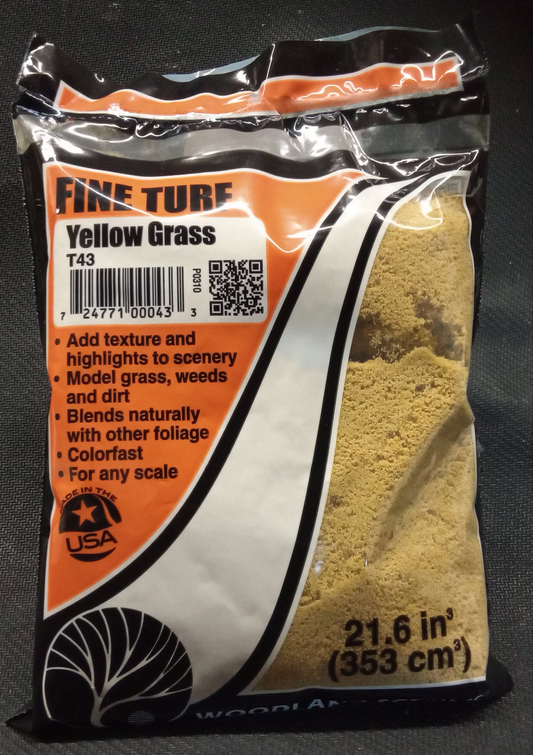 FINE TURF
Yellow Grass
T43
P0310
7 24771 00043 3
• Add texture and
highlights to scenery
• Model grass, weeds
and dirt
• Blends naturally
with other foliage
• Colorfast
• For any scale
MADE IN THE
USA
21.6 in³
(353 cm³)
WOODLAND